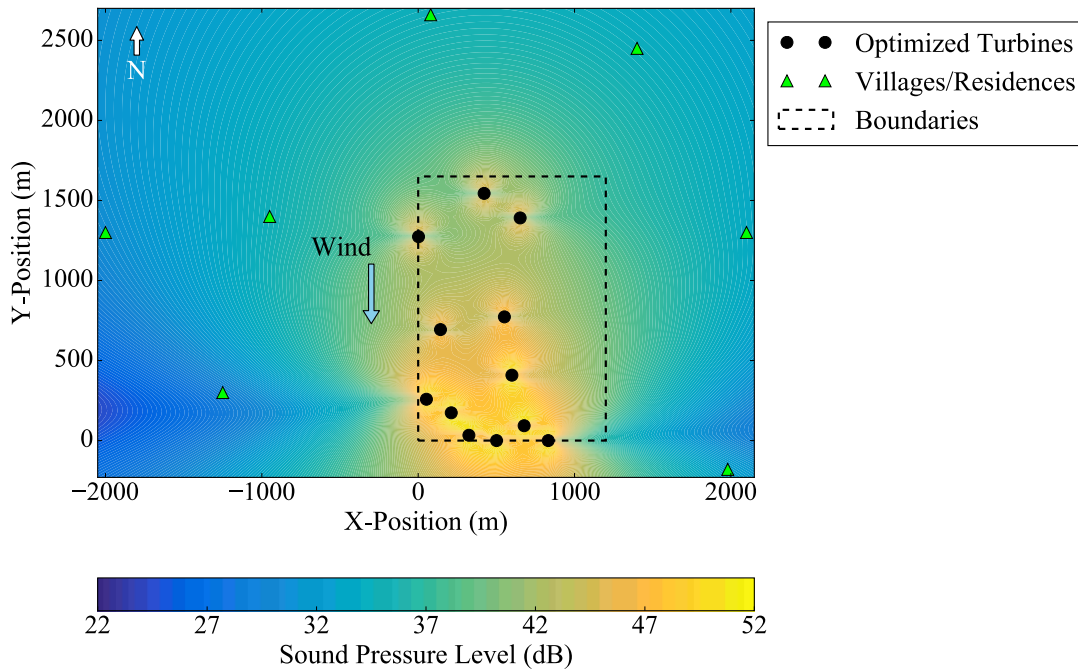 2500
2000
1500
1000
500
0
Y-Position (m)
N
Wind
−2000
−1000
0
1000
2000
X-Position (m)
Optimized Turbines
Villages/Residences
Boundaries
22
27
32
37
42
47
52
Sound Pressure Level (dB)